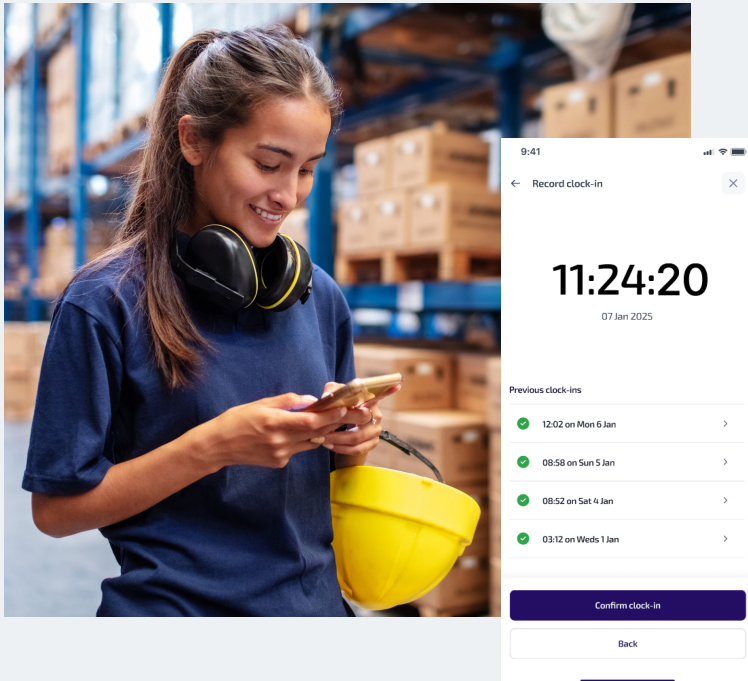 9:41
Record clock-in
11:24:20
07 Jan 2025
Previous clock-ins
12:02 on Mon 6 Jan
08:58 on Sun 5 Jan
08:52 on Sat 4 Jan
03:12 on Weds 1 Jan
Confirm clock-in
Back